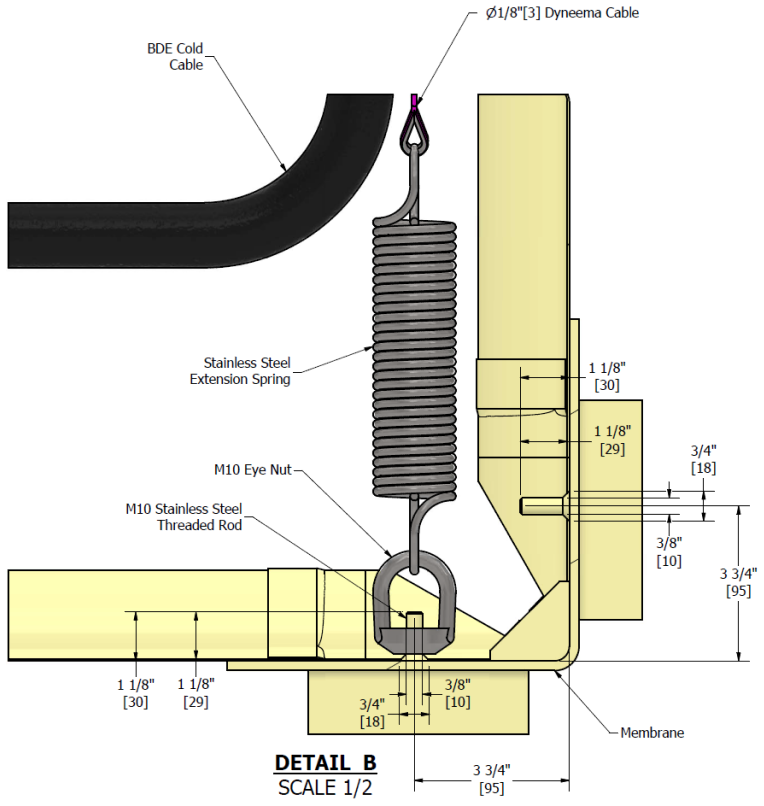 Ø1/8"[3] Dyneema Cable
BDE Cold
Cable
Stainless Steel
Extension Spring
1 1/8"
[30]
1 1/8"
[29]
3/4"
[18]
3/8"
[10]
3 3/4"
[95]
M10 Eye Nut
M10 Stainless Steel
Threaded Rod
1 1/8"
[30]
1 1/8"
[29]
3/4"
[18]
3/8"
[10]
Membrane
3 3/4"
[95]
DETAIL B
SCALE 1/2